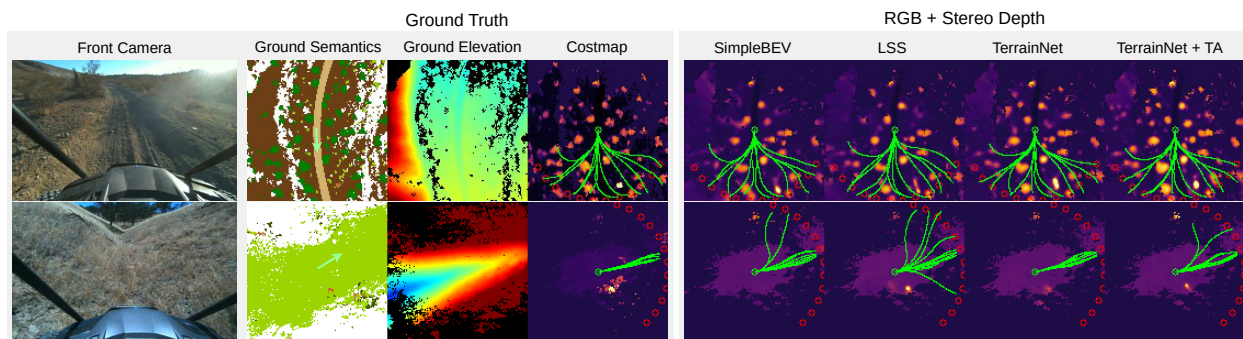 Ground Truth
RGB + Stereo Depth
Front Camera
Ground Semantics
Ground Elevation
Costmap
SimpleBEV
LSS
TerrainNet
TerrainNet + TA